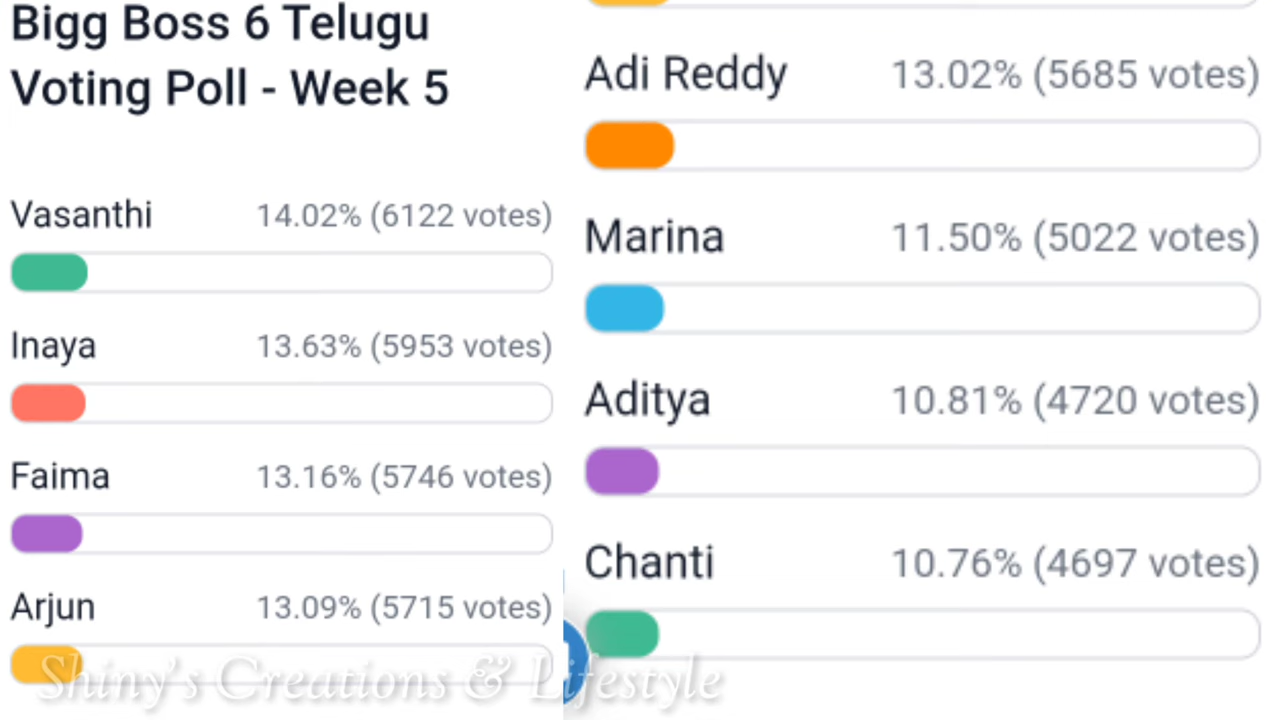 Bigg Boss 6 Telugu
Voting Poll - Week 5
Vasanthi 14.02% (6122 votes)
Inaya 13.63% (5953 votes)
Faima 13.16% (5746 votes)
Arjun 13.09% (5715 votes)
Adi Reddy 13.02% (5685 votes)
Marina 11.50% (5022 votes)
Aditya 10.81% (4720 votes)
Chanti 10.76% (4697 votes)
Shiny's Creations & Lifestyle